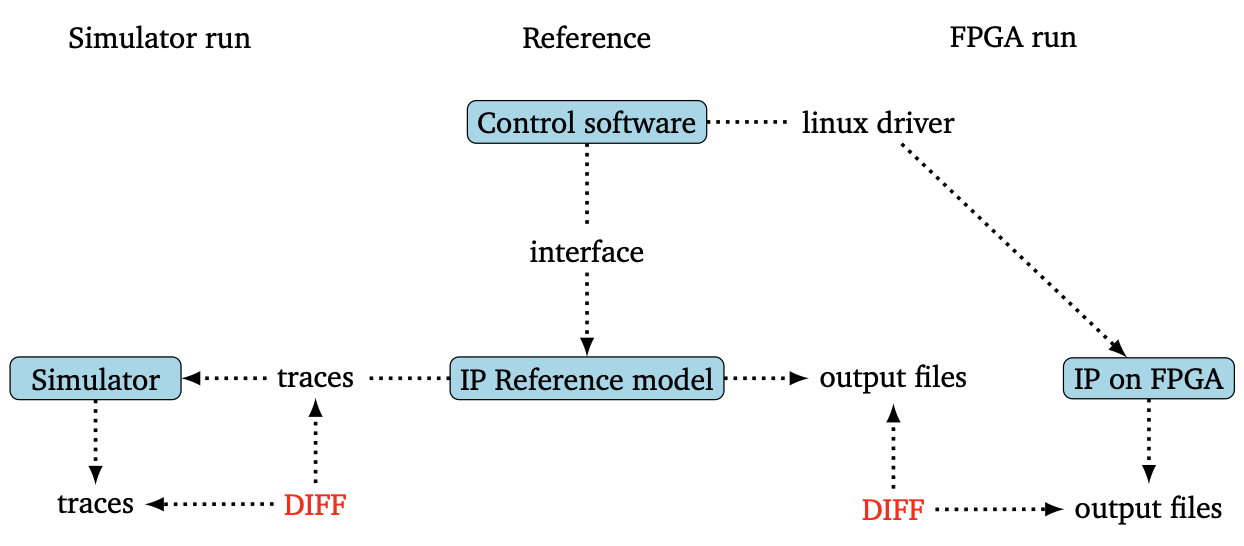 Simulator run
Reference
FPGA run
Control software
linux driver
interface
Simulator
traces
IP Reference model
output files
IP on FPGA
traces
DIFF
DIFF
output files